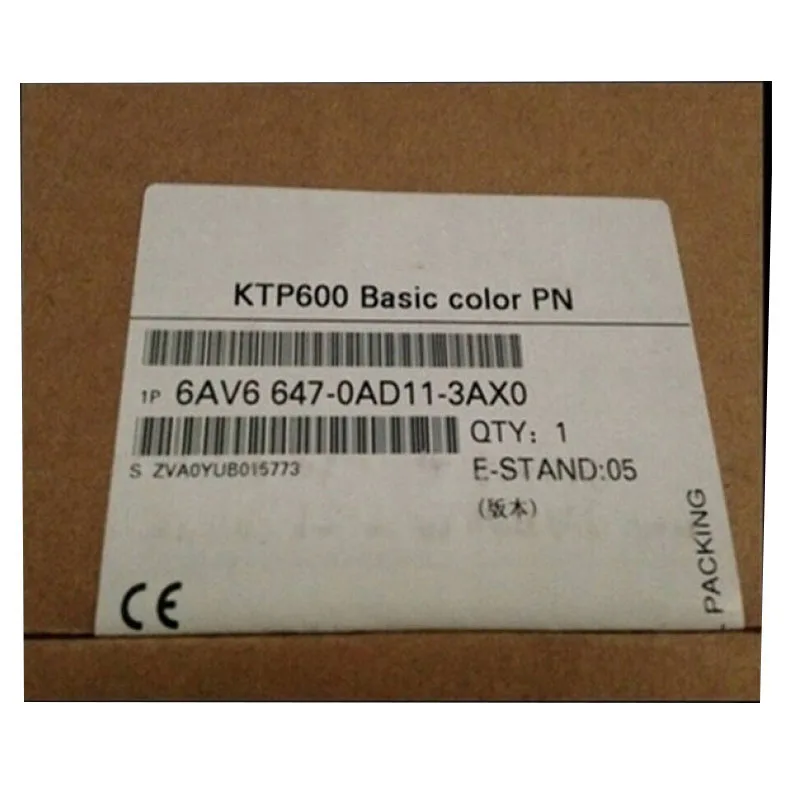 KTP600 Basic color PN
1P 6AV6 647-0AD11-3AX0
QTY: 1
S ZVA0YUB015773
E-STAND:05
(版本)
PACKING
CE